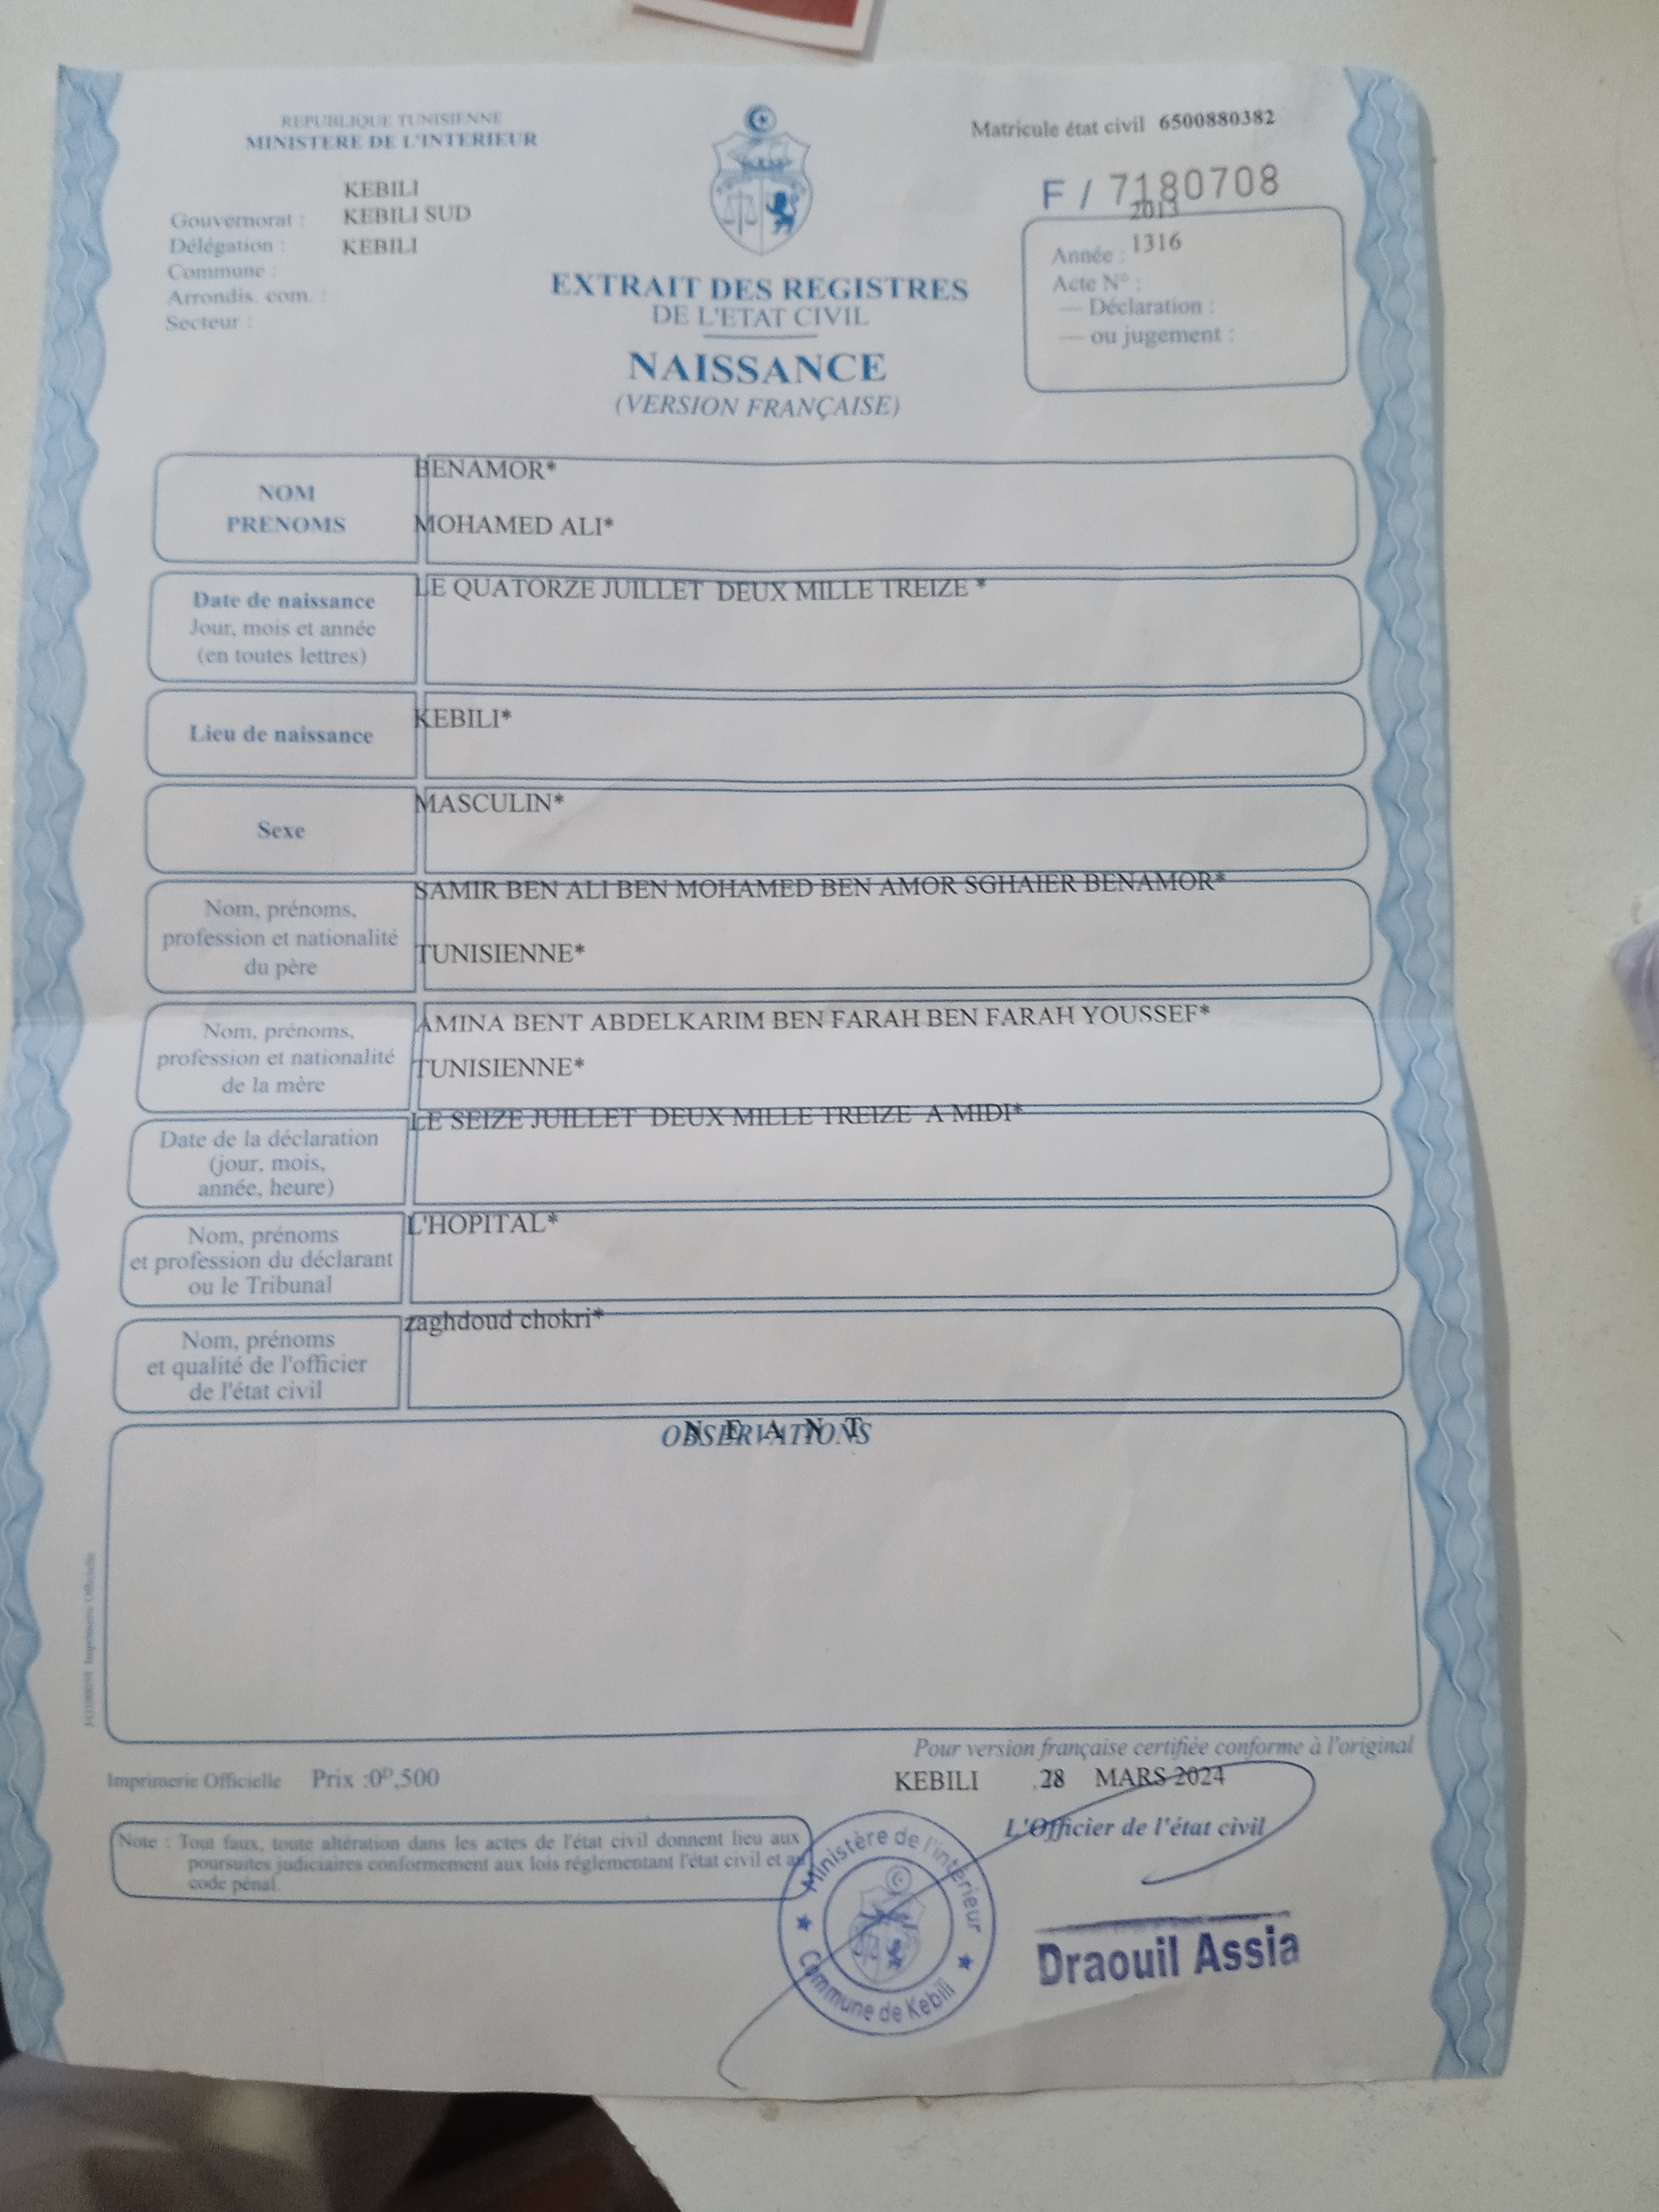 REPUBLIQUE TUNISIENNE
MINISTERE DE L'INTERIEUR
Matricule état civil 6500880382
F / 7180708
KEBILI
Gouvernorat : KEBILI SUD
Délégation : KEBILI
Commune :
Arrondis. com. :
Secteur :
2013
Année : 1316
Acte N° :
— Déclaration :
— ou jugement :
EXTRAIT DES REGISTRES
DE L'ETAT CIVIL
NAISSANCE
(VERSION FRANÇAISE)
NOM
PRENOMS
BENAMOR*
MOHAMED ALI*
Date de naissance
Jour, mois et année
(en toutes lettres)
LE QUATORZE JUILLET DEUX MILLE TREIZE *
Lieu de naissance
KEBILI*
Sexe
MASCULIN*
Nom, prénoms,
profession et nationalité
du père
SAMIR BEN ALI BEN MOHAMED BEN AMOR SGHAIER BENAMOR*
TUNISIENNE*
Nom, prénoms,
profession et nationalité
de la mère
AMINA BENT ABDELKARIM BEN FARAH BEN FARAH YOUSSEF*
TUNISIENNE*
Date de la déclaration
(jour, mois,
année, heure)
LE SEIZE JUILLET DEUX MILLE TREIZE A MIDI*
Nom, prénoms
et profession du déclarant
ou le Tribunal
L'HOPITAL*
Nom, prénoms
et qualité de l'officier
de l'état civil
zaghdoud chokri*
OBSERVATIONS
N E A N T
Imprimerie Officielle
Pour version française certifiée conforme à l'original
Imprimerie Officielle Prix :0ᴰ,500
KEBILI ,28 MARS 2024
L'Officier de l'état civil
Note : Tout faux, toute altération dans les actes de l'état civil donnent lieu aux
poursuites judiciaires conformement aux lois réglementant l'état civil et au
code pénal.
Ministère de l'intérieur
Commune de Kebili
Draouil Assia